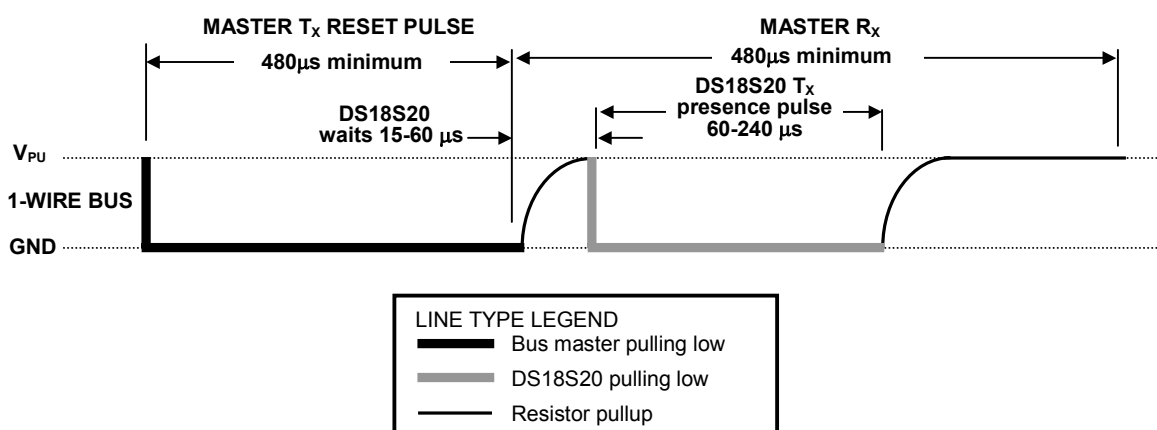 MASTER TX RESET PULSE
480μs minimum
MASTER RX
480μs minimum
DS18S20
waits 15-60 μs
DS18S20 TX
presence pulse
60-240 μs
VPU
1-WIRE BUS
GND
LINE TYPE LEGEND
Bus master pulling low
DS18S20 pulling low
Resistor pullup